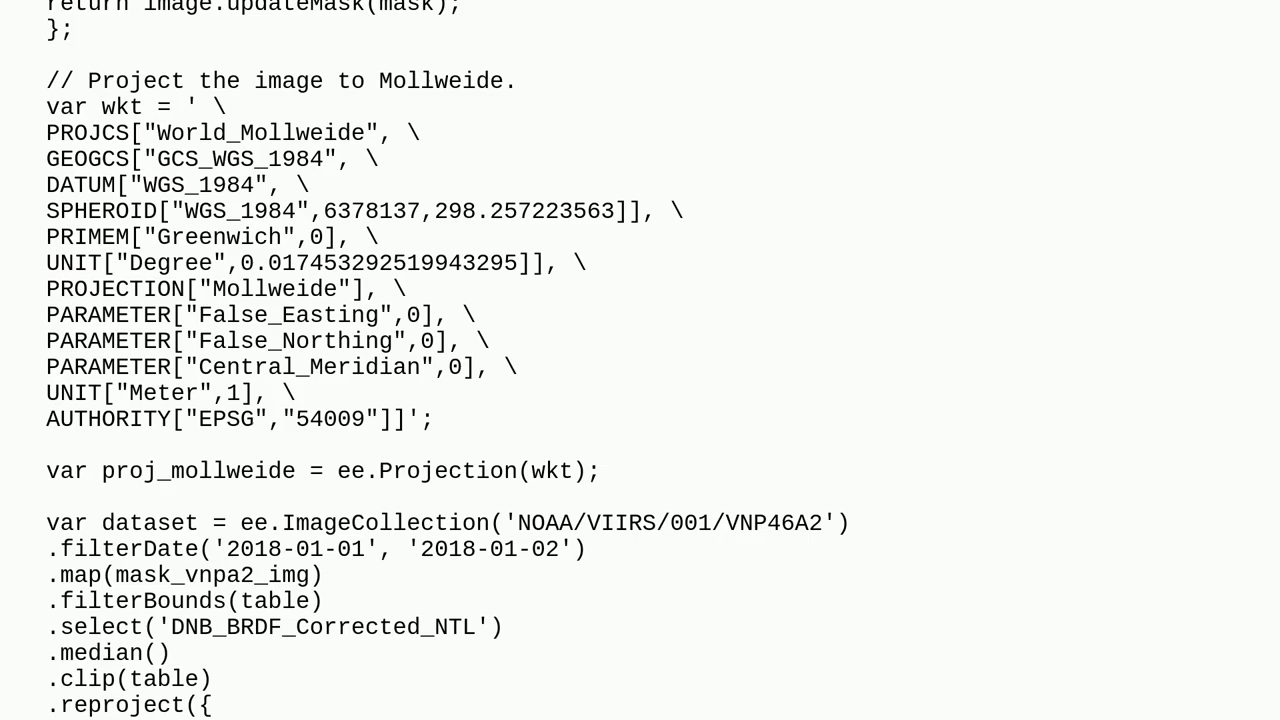 return image.updateMask(mask);
};
// Project the image to Mollweide.
var wkt = ' \
PROJCS["World_Mollweide", \
GEOGCS["GCS_WGS_1984", \
DATUM["WGS_1984", \
SPHEROID["WGS_1984",6378137,298.257223563]], \
PRIMEM["Greenwich",0], \
UNIT["Degree",0.017453292519943295]], \
PROJECTION["Mollweide"], \
PARAMETER["False_Easting",0], \
PARAMETER["False_Northing",0], \
PARAMETER["Central_Meridian",0], \
UNIT["Meter",1], \
AUTHORITY["EPSG","54009"]]';
var proj_mollweide = ee.Projection(wkt);
var dataset = ee.ImageCollection('NOAA/VIIRS/001/VNP46A2')
.filterDate('2018-01-01', '2018-01-02')
.map(mask_vnpa2_img)
.filterBounds(table)
.select('DNB_BRDF_Corrected_NTL')
.median()
.clip(table)
.reproject({